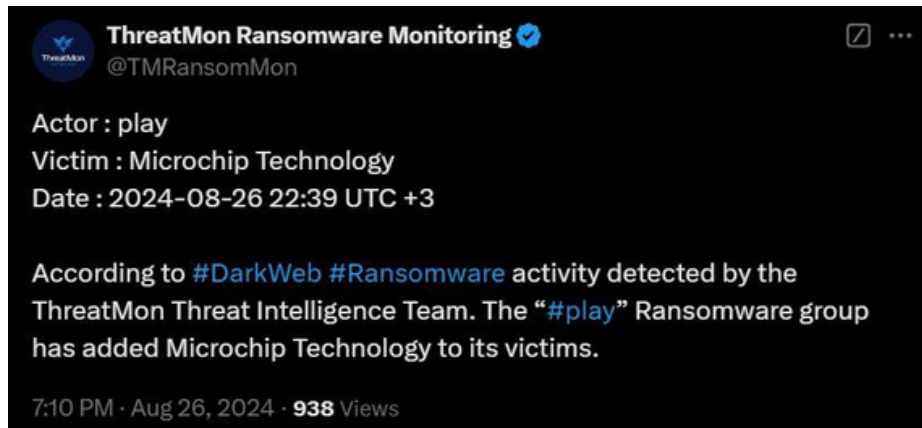 ThreatMon Ransomware Monitoring
@TMRansomMon
ThreatMon
Actor : play
Victim : Microchip Technology
Date : 2024-08-26 22:39 UTC +3
According to #DarkWeb #Ransomware activity detected by the
ThreatMon Threat Intelligence Team. The “#play” Ransomware group
has added Microchip Technology to its victims.
7:10 PM · Aug 26, 2024 · 938 Views